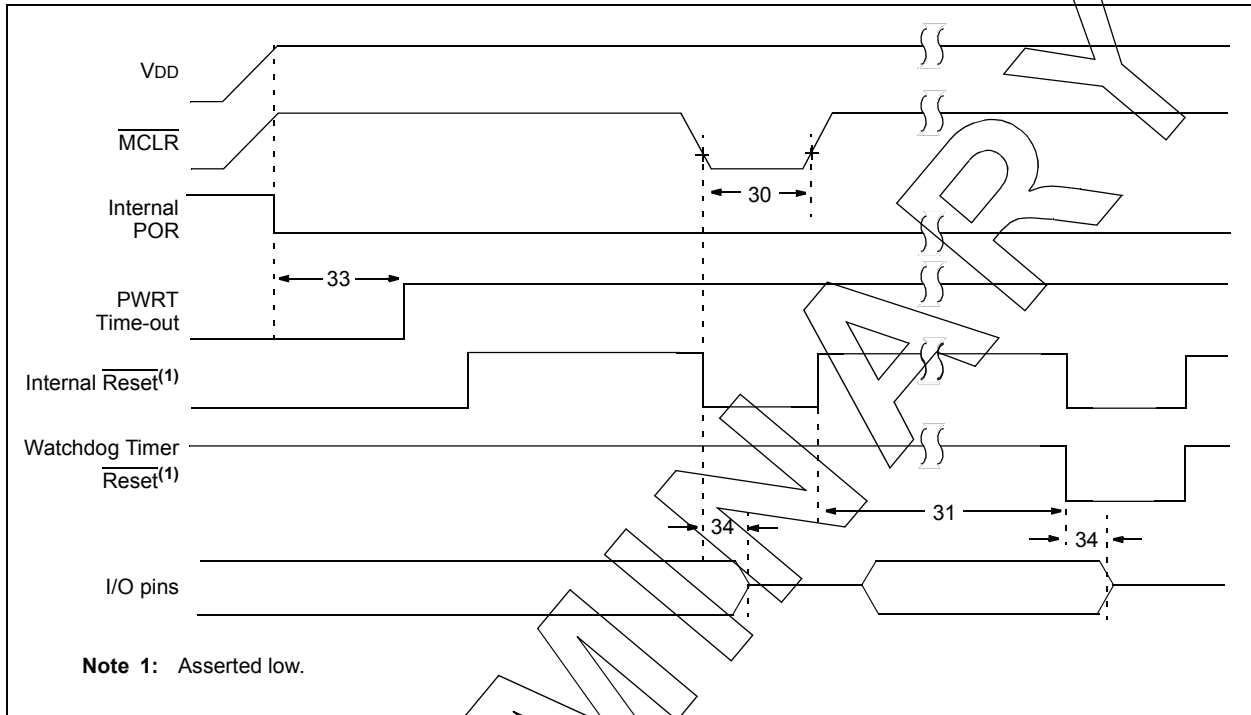 VDD
MCLR
30
Internal
POR
33
PWRT
Time-out
Internal Reset(1)
Watchdog Timer
Reset(1)
31
34
34
I/O pins
Note 1: Asserted low.